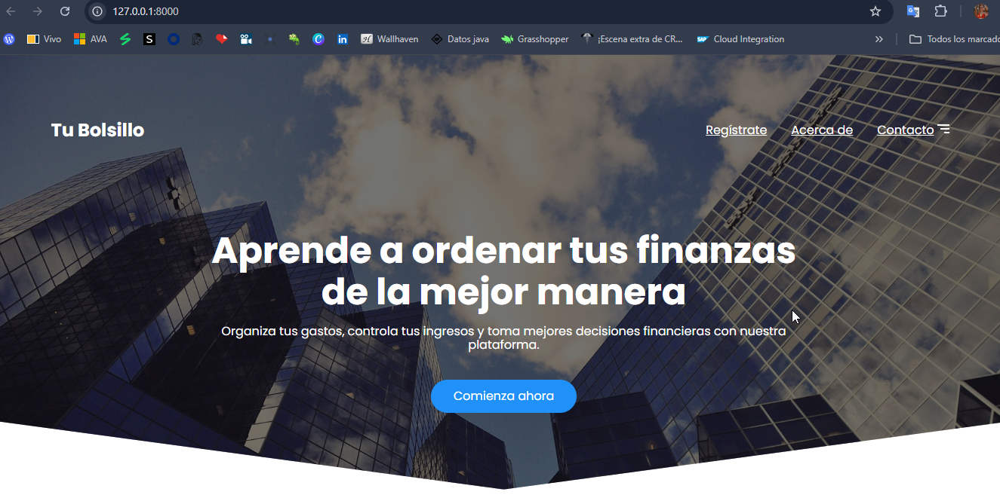 127.0.0.1:8000
Vivo AVA S Wallhaven Datos java Grasshopper ¡Escena extra de CR... SAP Cloud Integration » Todos los marcado
Tu Bolsillo
Regístrate Acerca de Contacto
Aprende a ordenar tus finanzas
de la mejor manera
Organiza tus gastos, controla tus ingresos y toma mejores decisiones financieras con nuestra
plataforma.
Comienza ahora